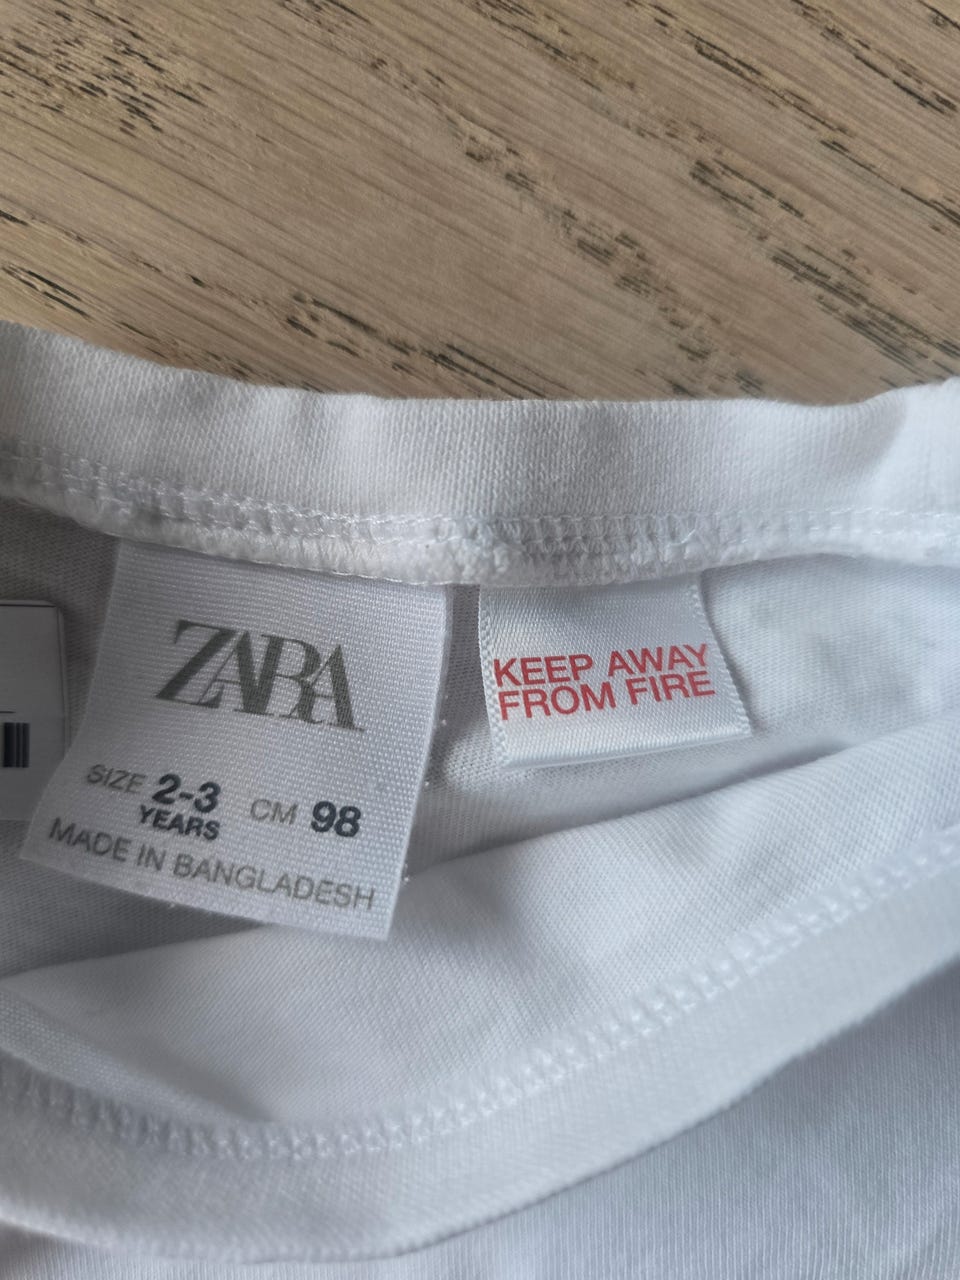 ZARA
SIZE 2-3 CM 98
YEARS
MADE IN BANGLADESH
KEEP AWAY
FROM FIRE